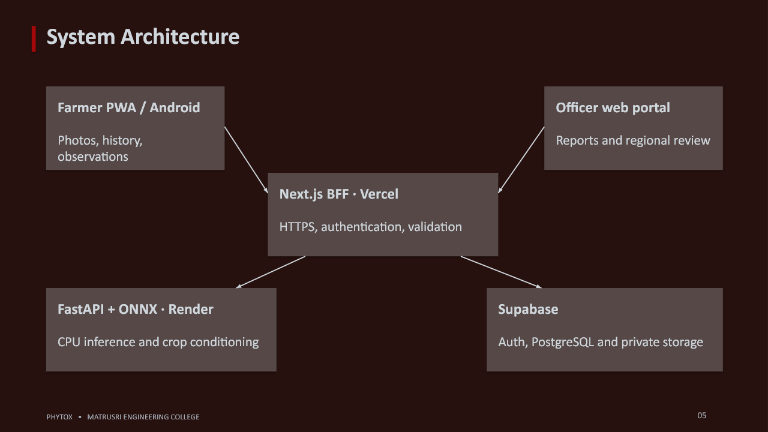 System Architecture
Farmer PWA / Android
Photos, history,
observations
Officer web portal
Reports and regional review
Next.js BFF · Vercel
HTTPS, authentication, validation
FastAPI + ONNX · Render
CPU inference and crop conditioning
Supabase
Auth, PostgreSQL and private storage
PHYTOX • MATRUSRI ENGINEERING COLLEGE
05